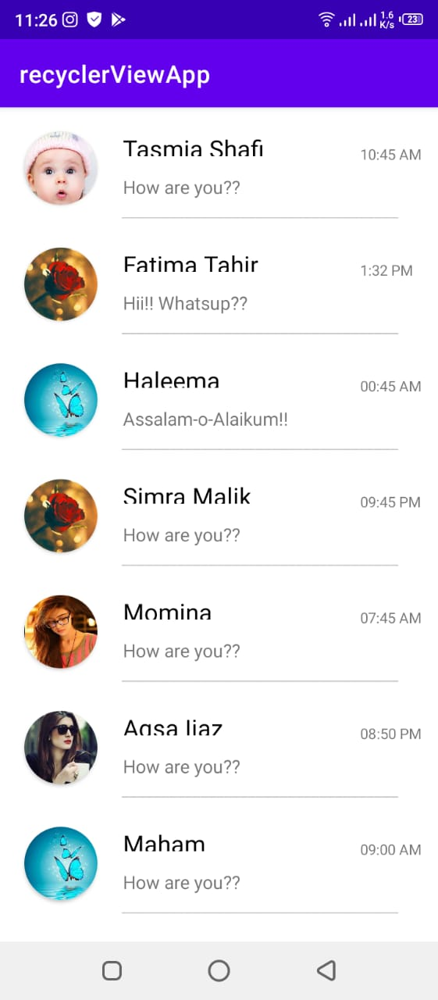 11:26 1.6 K/s 23
recyclerViewApp
Tasmia Shafi 10:45 AM
How are you??
Fatima Tahir 1:32 PM
Hii!! Whatsup??
Haleema 00:45 AM
Assalam-o-Alaikum!!
Simra Malik 09:45 PM
How are you??
Momina 07:45 AM
How are you??
Aqsa Ijaz 08:50 PM
How are you??
Maham 09:00 AM
How are you??